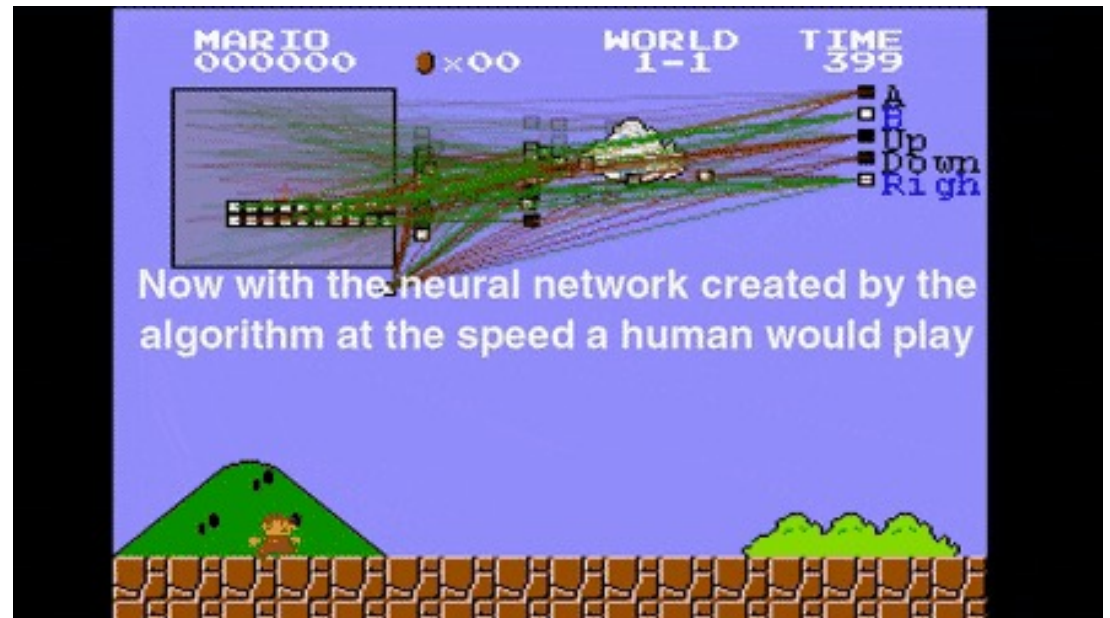 MARIO WORLD TIME
000000 ×00 1-1 399
A
B
Up
Down
Righ
Now with the neural network created by the
algorithm at the speed a human would play